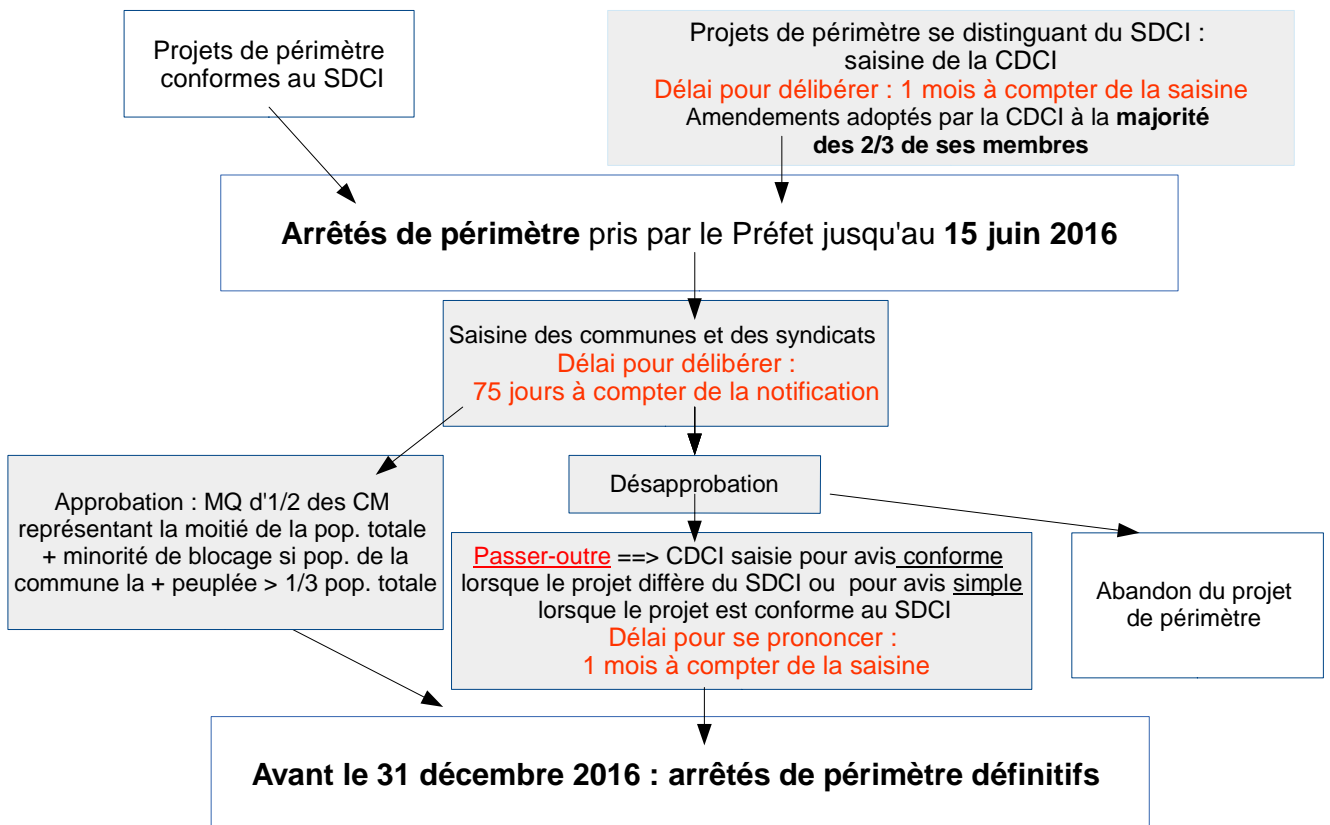 Projets de périmètre
conformes au SDCI
Projets de périmètre se distinguant du SDCI :
saisine de la CDCI
Délai pour délibérer : 1 mois à compter de la saisine
Amendements adoptés par la CDCI à la majorité
des 2/3 de ses membres
Arrêtés de périmètre pris par le Préfet jusqu'au 15 juin 2016
Saisine des communes et des syndicats
Délai pour délibérer :
75 jours à compter de la notification
Approbation : MQ d'1/2 des CM
représentant la moitié de la pop. totale
+ minorité de blocage si pop. de la
commune la + peuplée > 1/3 pop. totale
Désapprobation
Passer-outre ==> CDCI saisie pour avis conforme
lorsque le projet diffère du SDCI ou pour avis simple
lorsque le projet est conforme au SDCI
Délai pour se prononcer :
1 mois à compter de la saisine
Abandon du projet
de périmètre
Avant le 31 décembre 2016 : arrêtés de périmètre définitifs